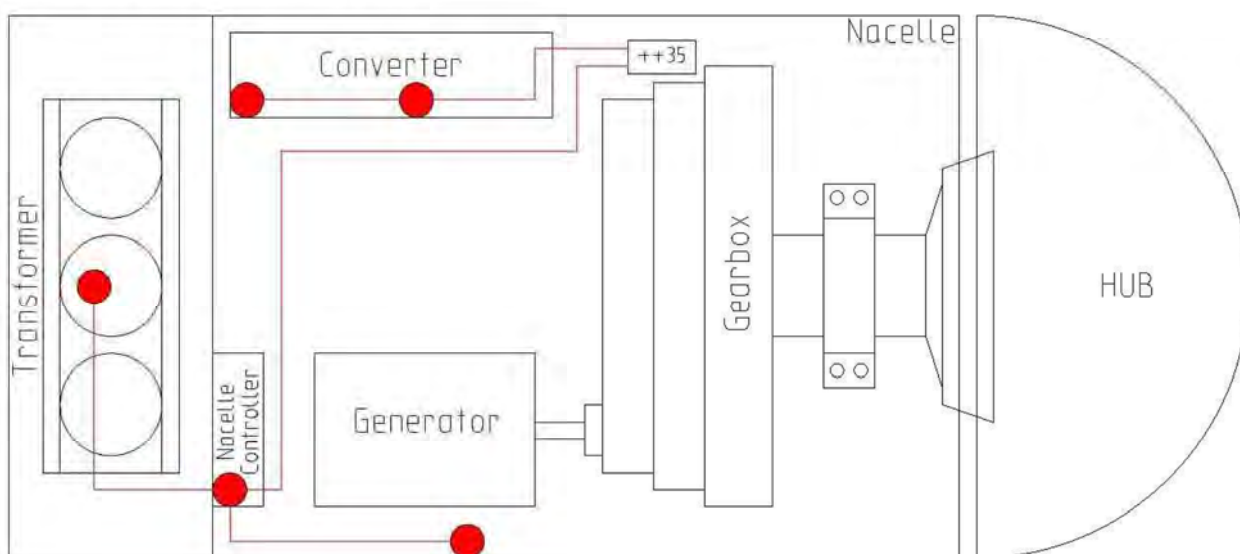 Nacelle
Converter
++35
Transformer
Gearbox
HUB
Nacelle
Controller
Generator